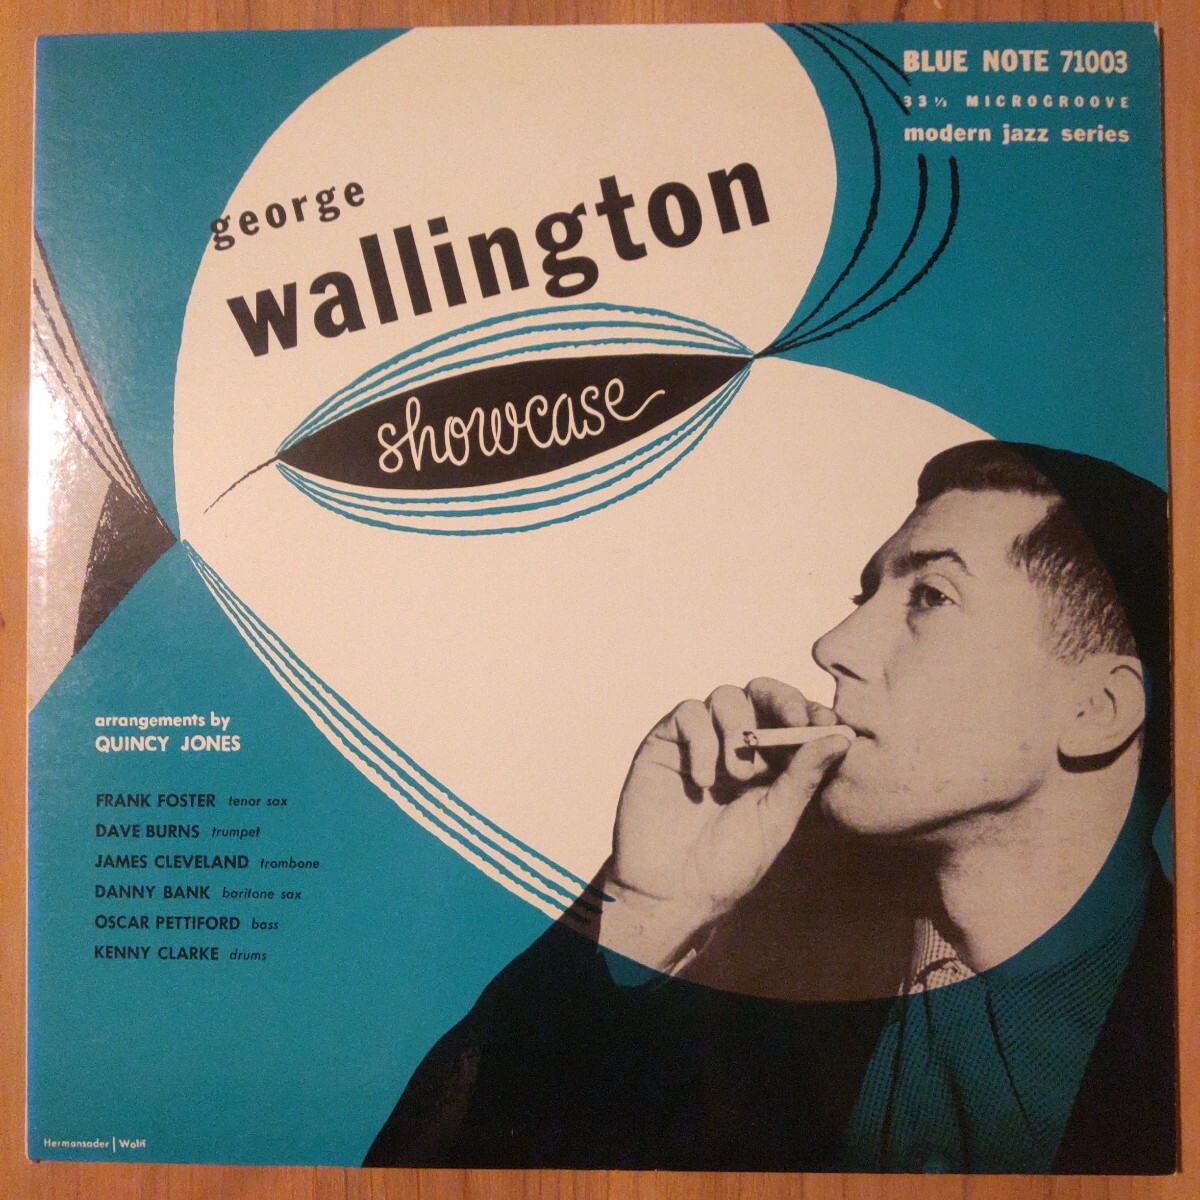 BLUE NOTE 71003
33 ⅓ MICROGROOVE
modern jazz series
george
wallington
showcase
arrangements by
QUINCY JONES
FRANK FOSTER tenor sax
DAVE BURNS trumpet
JAMES CLEVELAND trombone
DANNY BANK baritone sax
OSCAR PETTIFORD bass
KENNY CLARKE drums
Hermansader | Wolff